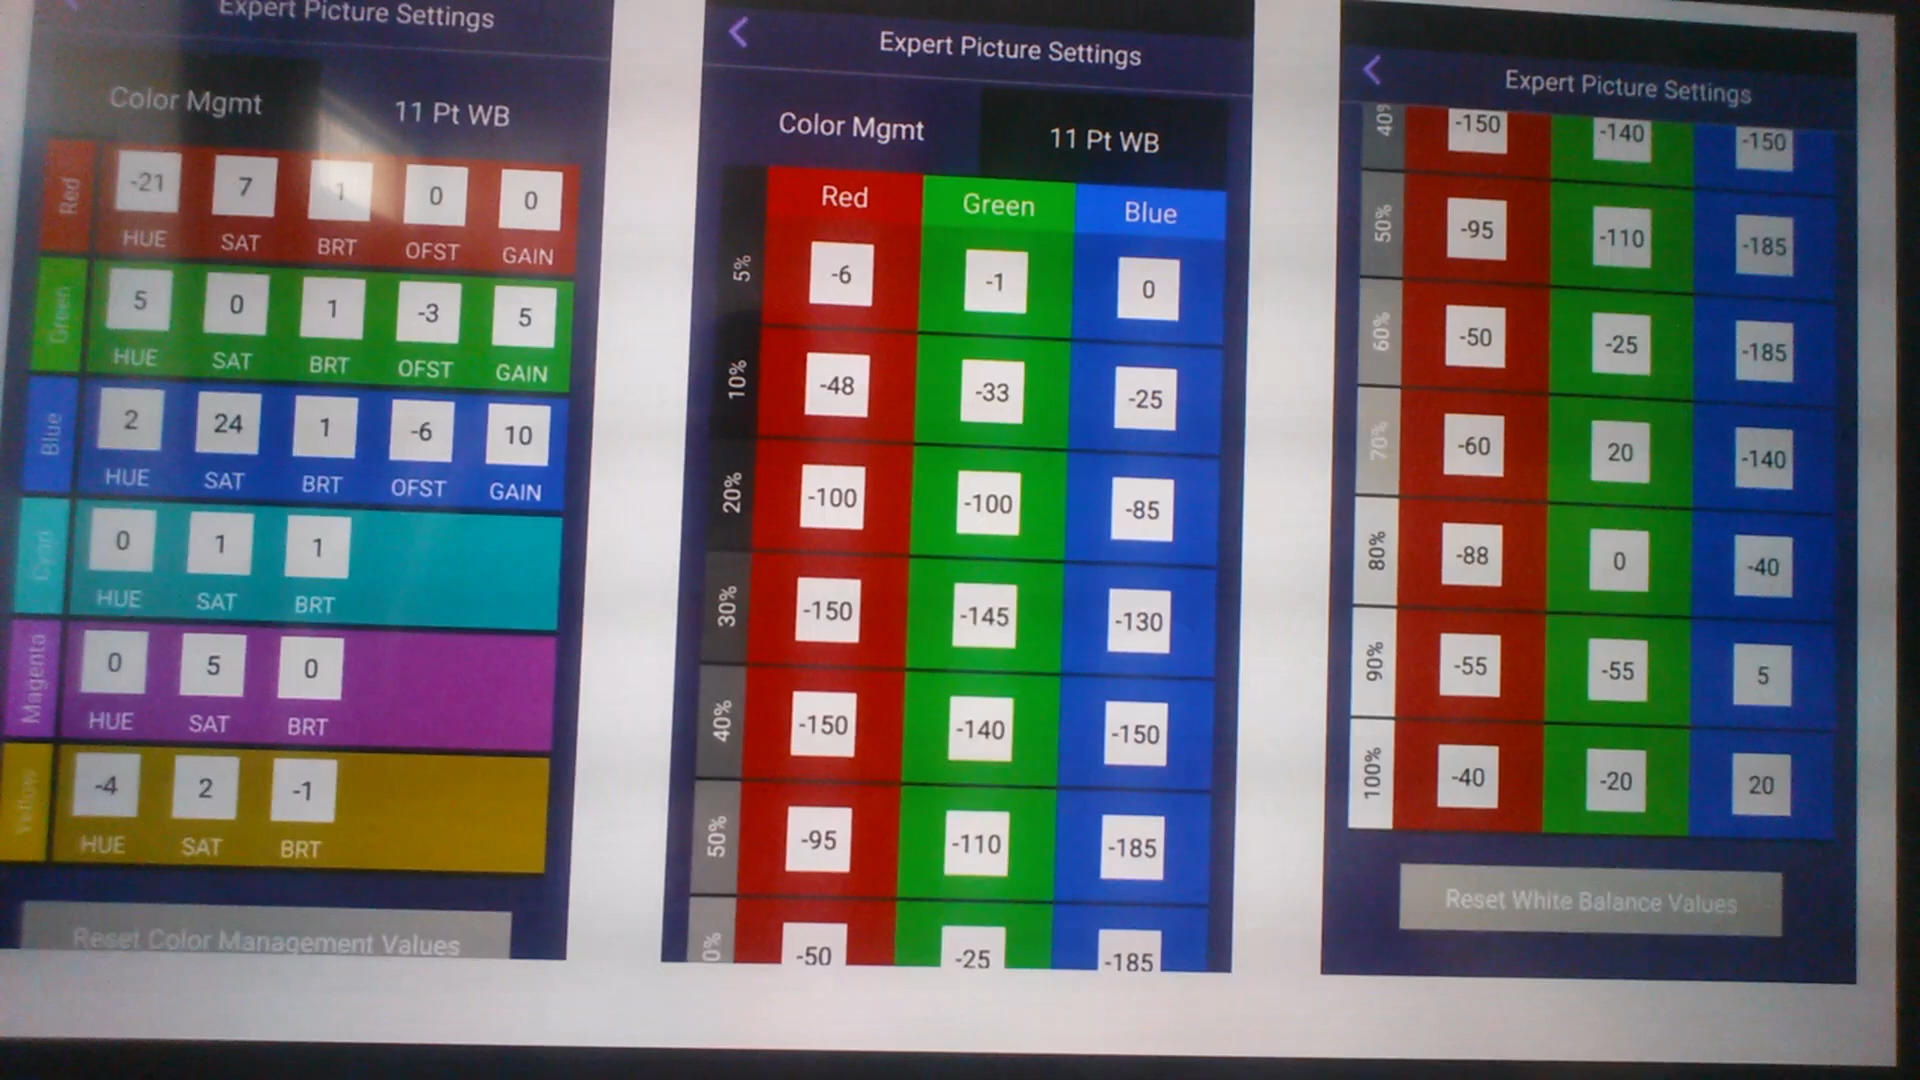 Expert Picture Settings
Color Mgmt 11 Pt WB
Red -21 7 1 0 0
HUE SAT BRT OFST GAIN
Green 5 0 1 -3 5
HUE SAT BRT OFST GAIN
Blue 2 24 1 -6 10
HUE SAT BRT OFST GAIN
Cyan 0 1 1
HUE SAT BRT
Magenta 0 5 0
HUE SAT BRT
Yellow -4 2 -1
HUE SAT BRT
Reset Color Management Values
Expert Picture Settings
Color Mgmt 11 Pt WB
Red Green Blue
5% -6 -1 0
10% -48 -33 -25
20% -100 -100 -85
30% -150 -145 -130
40% -150 -140 -150
50% -95 -110 -185
0% -50 -25 -185
Expert Picture Settings
40% -150 -140 -150
50% -95 -110 -185
60% -50 -25 -185
70% -60 20 -140
80% -88 0 -40
90% -55 -55 5
100% -40 -20 20
Reset White Balance Values